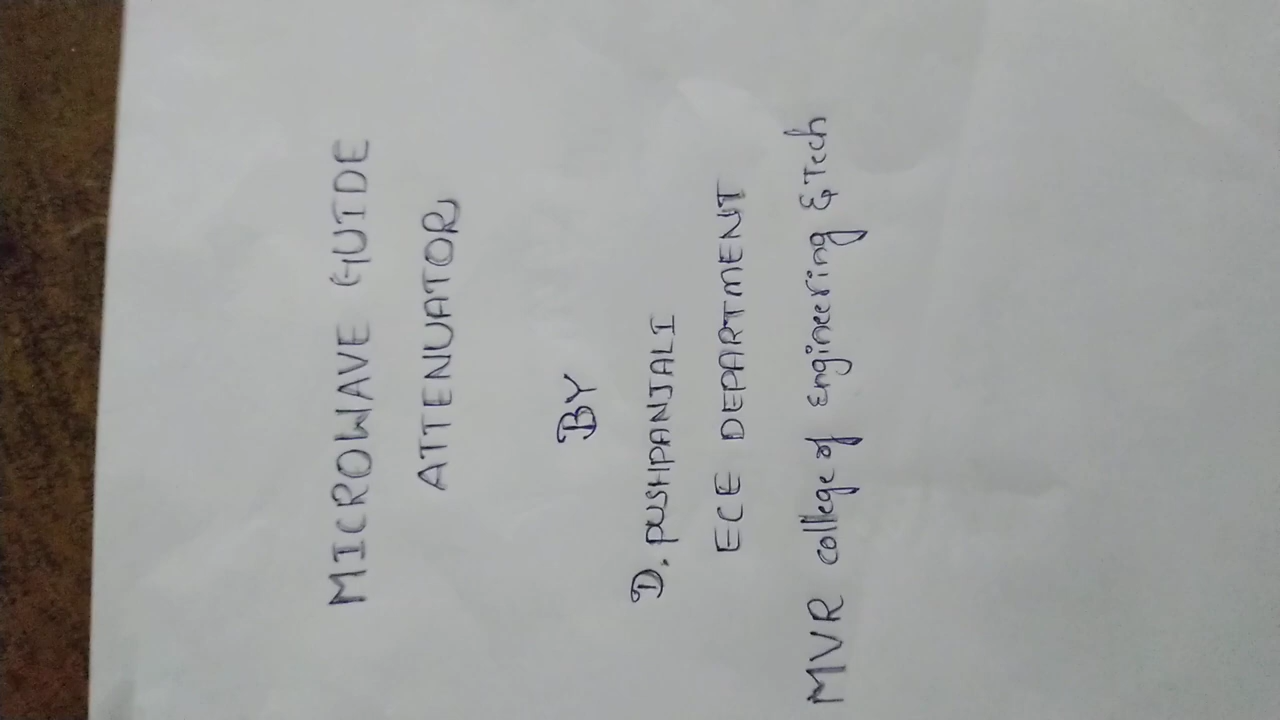 MICROWAVE GUIDE
ATTENUATOR
BY
D. PUSHPANJALI
ECE DEPARTMENT
MVR college of Engineering & Tech